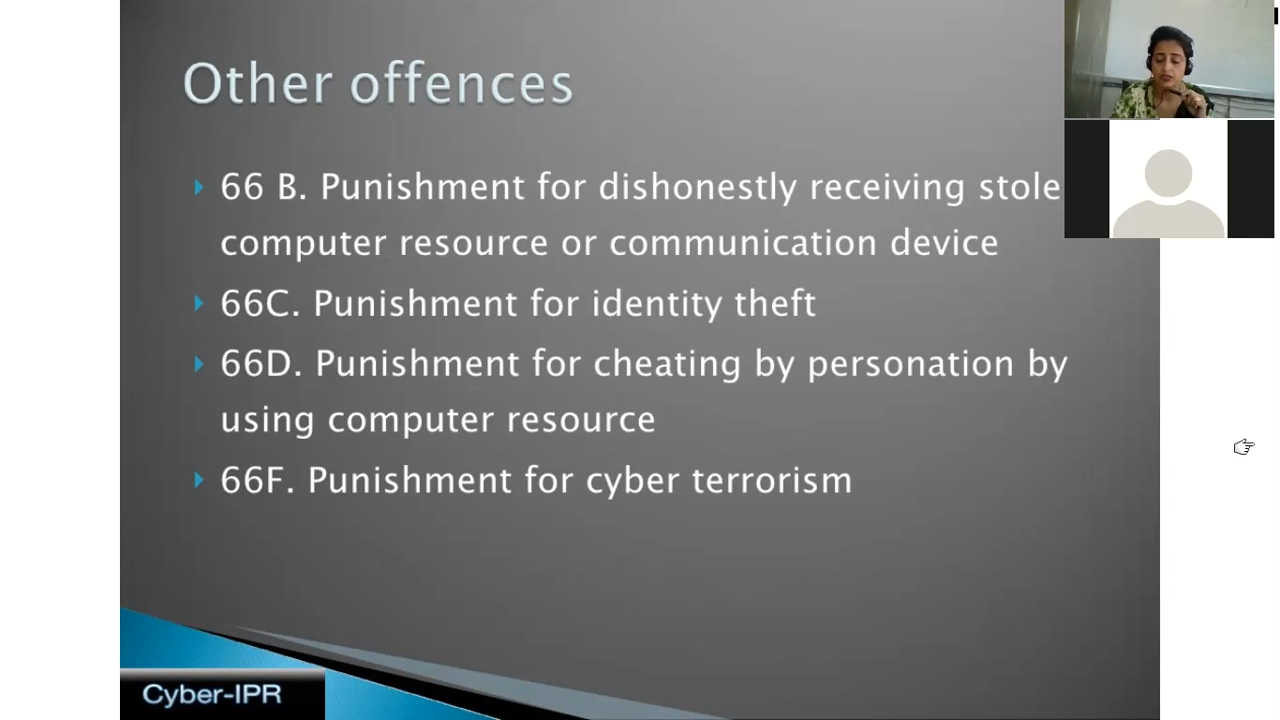 Other offences
66 B. Punishment for dishonestly receiving stole
computer resource or communication device
66C. Punishment for identity theft
66D. Punishment for cheating by personation by
using computer resource
66F. Punishment for cyber terrorism
Cyber-IPR